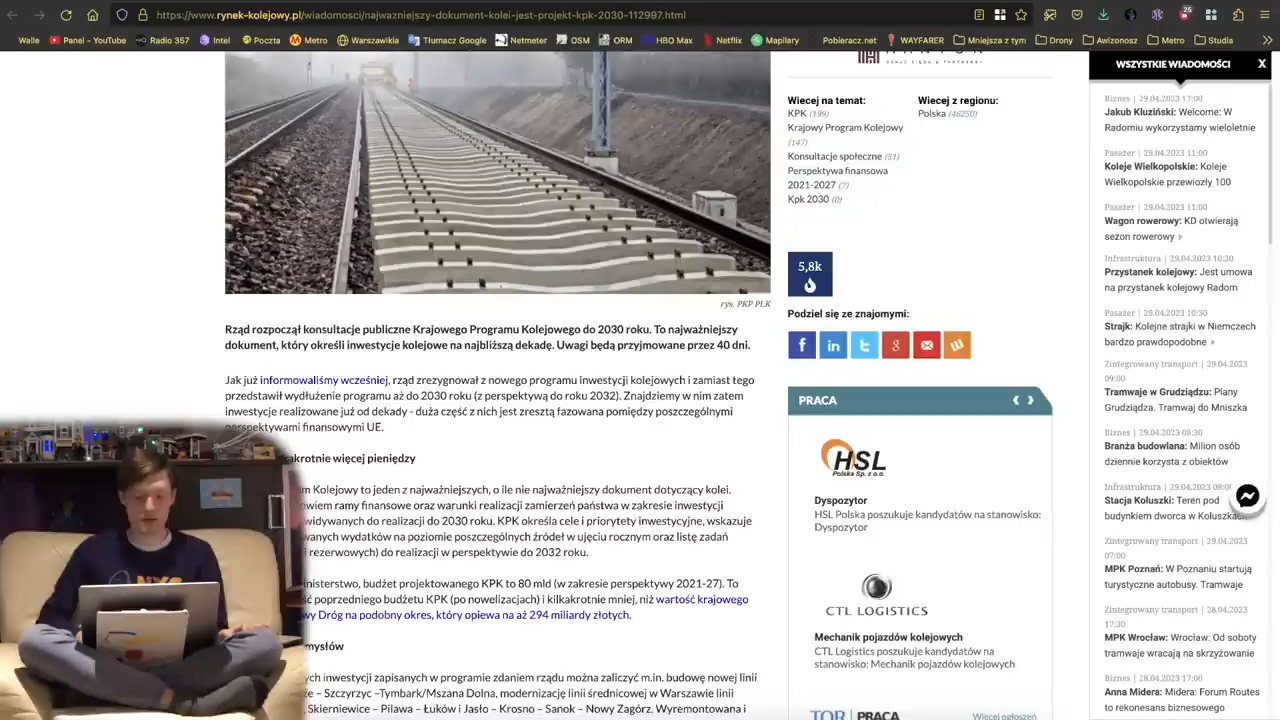 https://www.rynek-kolejowy.pl/wiadomosci/-publiczny-dokument-kolei-jest-projekt-kpk-2030-112997.html
Walle
Panel – YouTube
Radio 357
Intel
Poczta
Metro
Warszawikia
Tłumacz Google
Netmeter
OSM
ORM
HBO Max
Netflix
Mapilary
Pobieracz.net
WAYFARER
Mniejsza z tym
Drony
Różności
Metro
Studia
rys. PKP PLK
Rząd rozpoczął konsultacje publiczne Krajowego Programu Kolejowego do 2030 roku. To najważniejszy
dokument, który określi inwestycje kolejowe na najbliższą dekadę. Uwagi będą przyjmowane przez 40 dni.
Jak już informowaliśmy wcześniej, rząd zrezygnował z nowego programu inwestycji kolejowych i zamiast tego
przedstawił wydłużenie programu aż do 2030 roku (z perspektywą do roku 2032). Znajdziemy w nim zatem
inwestycje realizowane już od dekady - duża część z nich jest zresztą fazowana pomiędzy poszczególnymi
perspektywami finansowymi UE.
akrotnie więcej pieniędzy
m Kolejowy to jeden z najważniejszych, o ile nie najważniejszy dokument dotyczący kolei.
owiem ramy finansowe oraz warunki realizacji zamierzeń państwa w zakresie inwestycji
widywanych do realizacji do 2030 roku. KPK określa cele i priorytety inwestycyjne, wskazuje
wanych wydatków na poziomie poszczególnych źródeł w ujęciu rocznym oraz listę zadań
i rezerwowych) do realizacji w perspektywie do 2032 roku.
inisterstwo, budżet projektowanego KPK to 80 mld (w zakresie perspektywy 2021-27). To
ść poprzedniego budżetu KPK (po nowelizacjach) i kilkakrotnie mniej, niż wartość krajowego
wy Dróg na podobny okres, który opiewa na aż 294 miliardy złotych.
mysłów
ch inwestycji zapisanych w programie zdaniem rządu można zaliczyć m.in. budowę nowej linii
że – Szczyrzyc –Tymbark/Mszana Dolna, modernizację linii średnicowej w Warszawie linii
. Skierniewice – Pilawa – Łuków i Jasło – Krosno – Sanok – Nowy Zagórz. Wyremontowana i
Wiecej na temat:
KPK (199)
Krajowy Program Kolejowy
(147)
Konsultacje społeczne (51)
Perspektywa finansowa
2021-2027 (7)
Kpk 2030 (0)
Wiecej z regionu:
Polska (46250)
5,8k
Podziel się ze znajomymi:
PRACA
HSL
Polska Sp. z o.o.
Dyspozytor
HSL Polska poszukuje kandydatów na stanowisko:
Dyspozytor
CTL LOGISTICS
Mechanik pojazdów kolejowych
CTL Logistics poszukuje kandydatów na
stanowisko: Mechanik pojazdów kolejowych
TOR PRACA
Więcej ogłoszeń
WSZYSTKIE WIADOMOŚCI X
Biznes | 29.04.2023 17:00
Jakub Kluziński: Welcome: W
Radomiu wykorzystamy wieloletnie
Pasażer | 29.04.2023 11:00
Koleje Wielkopolskie: Koleje
Wielkopolskie przewiozły 100
Pasażer | 29.04.2023 11:00
Wagon rowerowy: KD otwierają
sezon rowerowy
Infrastruktura | 29.04.2023 10:30
Przystanek kolejowy: Jest umowa
na przystanek kolejowy Radom
Pasażer | 29.04.2023 10:30
Strajk: Kolejne strajki w Niemczech
bardzo prawdopodobne
Zintegrowany transport | 29.04.2023
09:00
Tramwaje w Grudziądzu: Plany
Grudziądza. Tramwaj do Mniszka
Biznes | 29.04.2023 08:30
Branża budowlana: Milion osób
dziennie korzysta z obiektów
Infrastruktura | 29.04.2023 08:00
Stacja Koluszki: Teren pod
budynkiem dworca w Koluszkach
Zintegrowany transport | 29.04.2023
07:00
MPK Poznań: W Poznaniu startują
turystyczne autobusy. Tramwaje
Zintegrowany transport | 28.04.2023
17:30
MPK Wrocław: Wrocław: Od soboty
tramwaje wracają na skrzyżowanie
Biznes | 28.04.2023 17:00
Anna Midera: Midera: Forum Routes
to rekonesans biznesowego